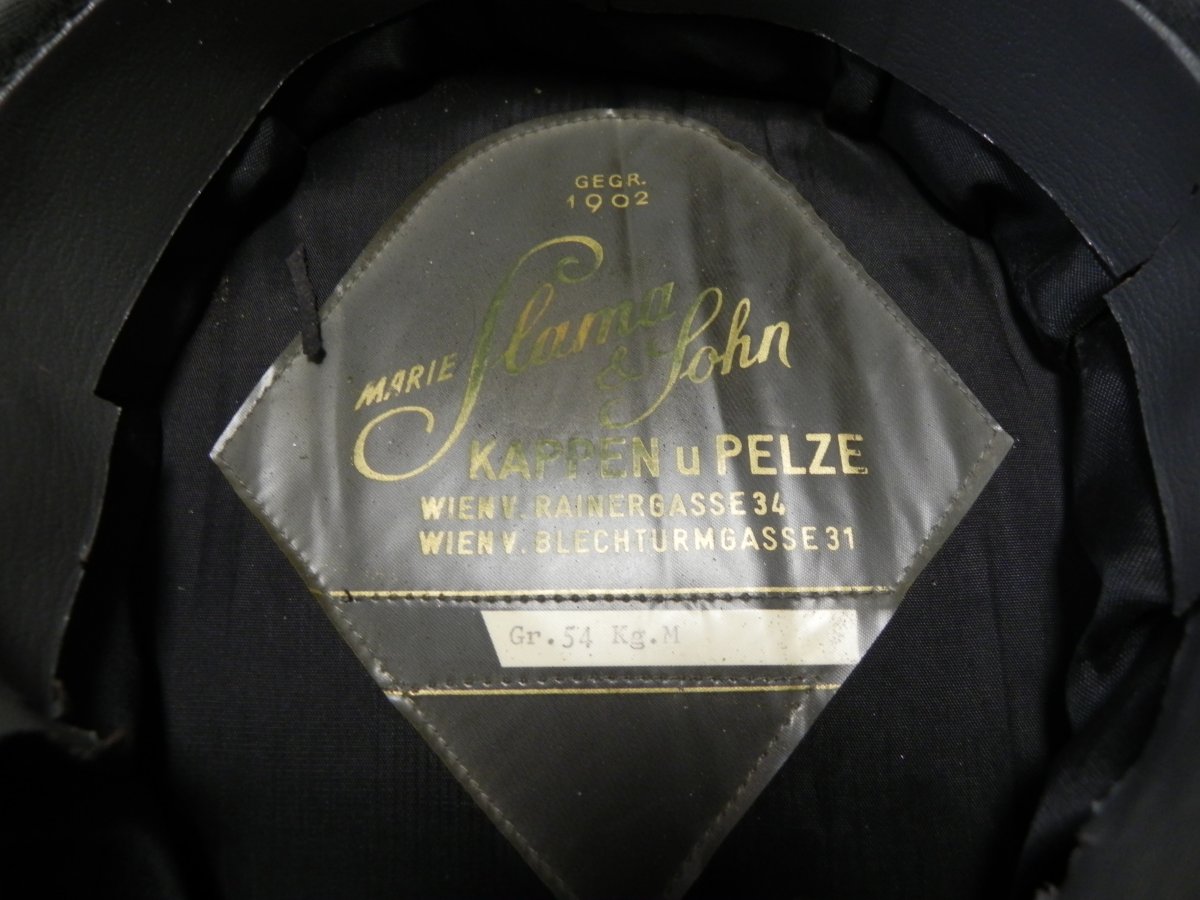 GEGR.
1902
MARIE Slama & Sohn
KAPPEN u PELZE
WIEN V. RAINERGASSE 34
WIEN V. BLECHTURMGASSE 31
Gr.54 Kg.M